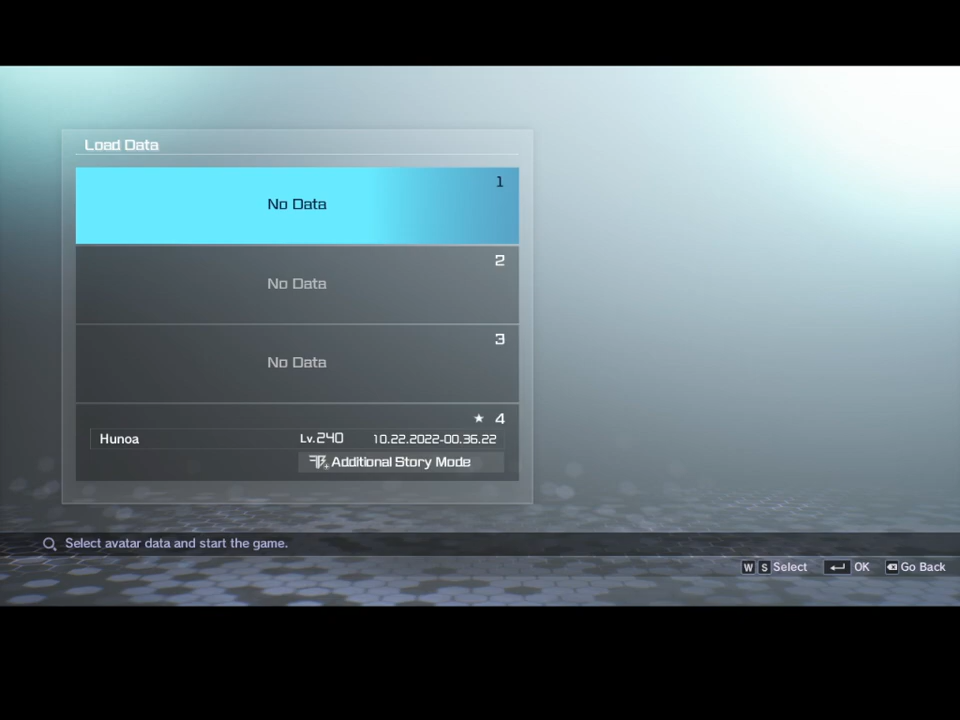 Load Data
1
No Data
2
No Data
3
No Data
★ 4
Hunoa Lv.240 10.22.2022-00.36.22
Additional Story Mode
Select avatar data and start the game.
W S Select OK Go Back